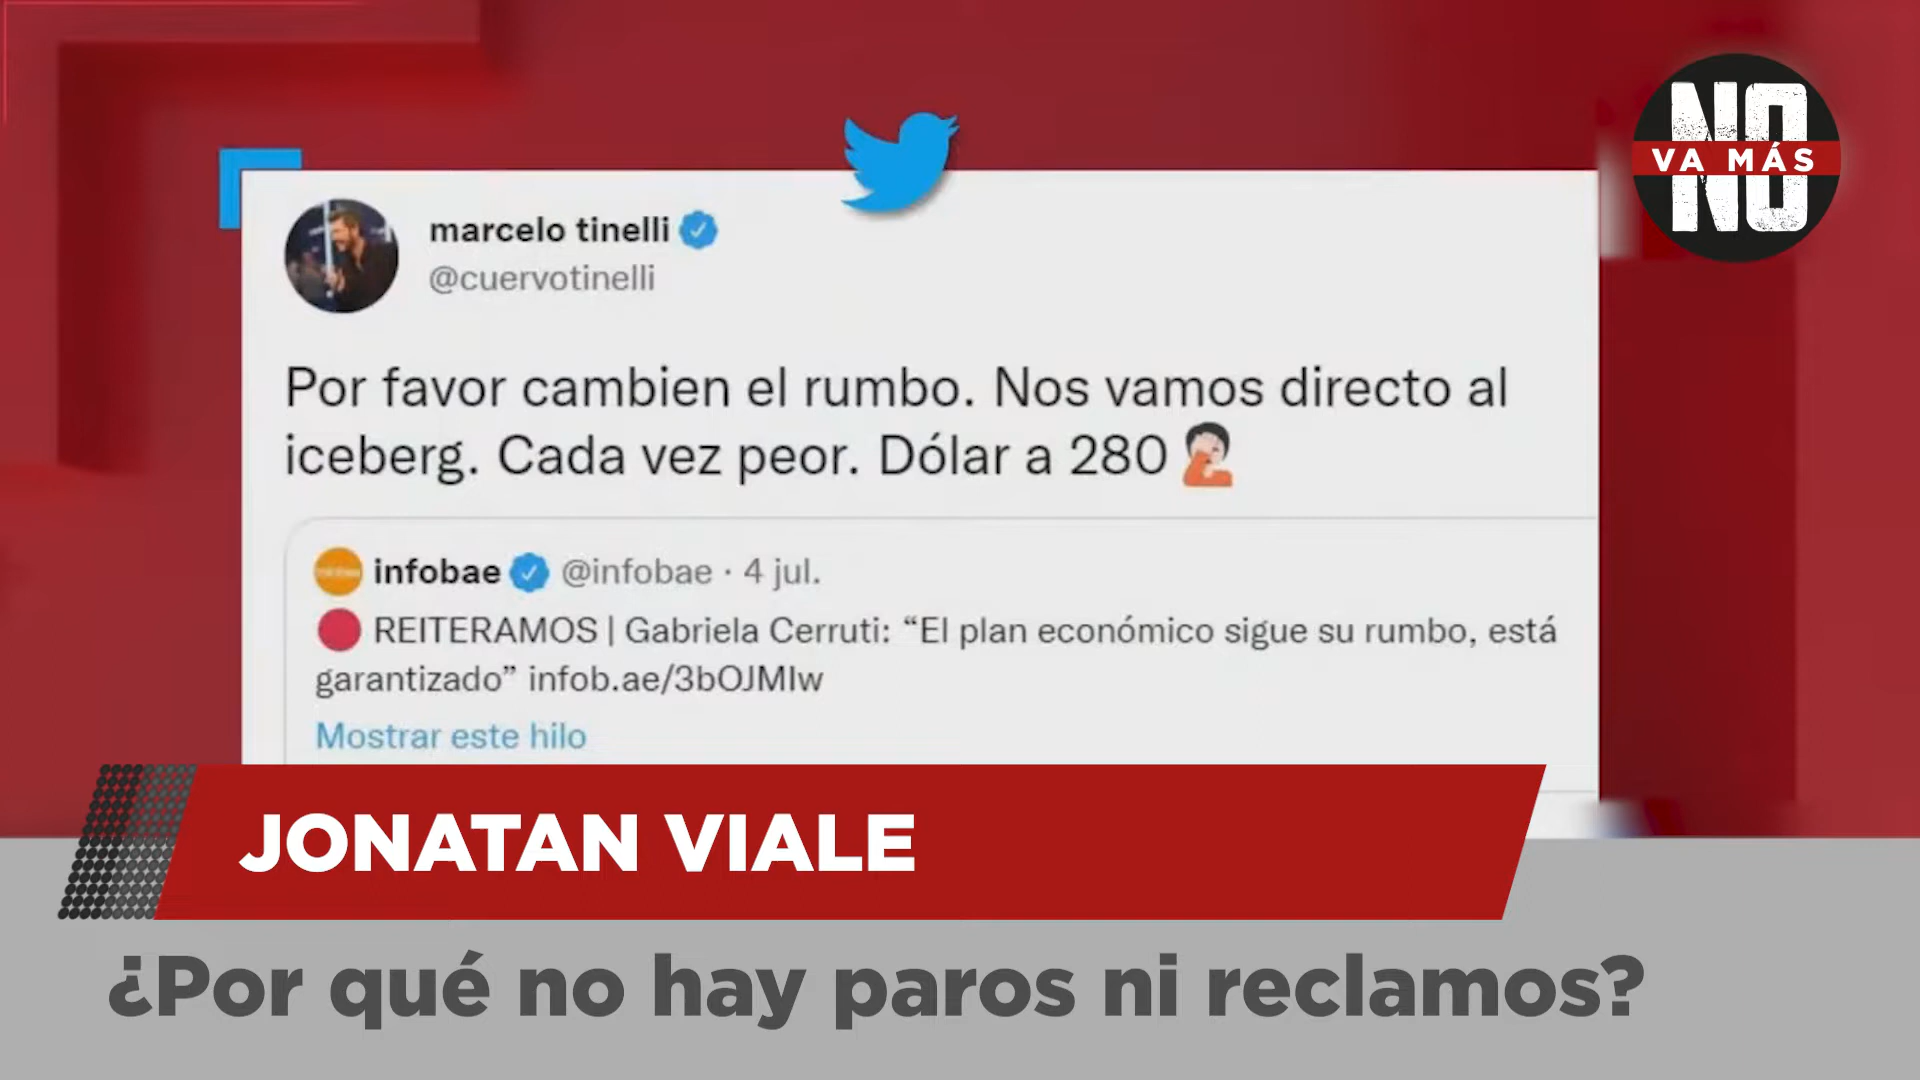 NO
VA MÁS
NO
marcelo tinelli
@cuervotinelli
Por favor cambien el rumbo. Nos vamos directo al
iceberg. Cada vez peor. Dólar a 280
infobae @infobae · 4 jul.
REITERAMOS | Gabriela Cerruti: “El plan económico sigue su rumbo, está
garantizado” infob.ae/3bOJMIw
Mostrar este hilo
JONATAN VIALE
¿Por qué no hay paros ni reclamos?